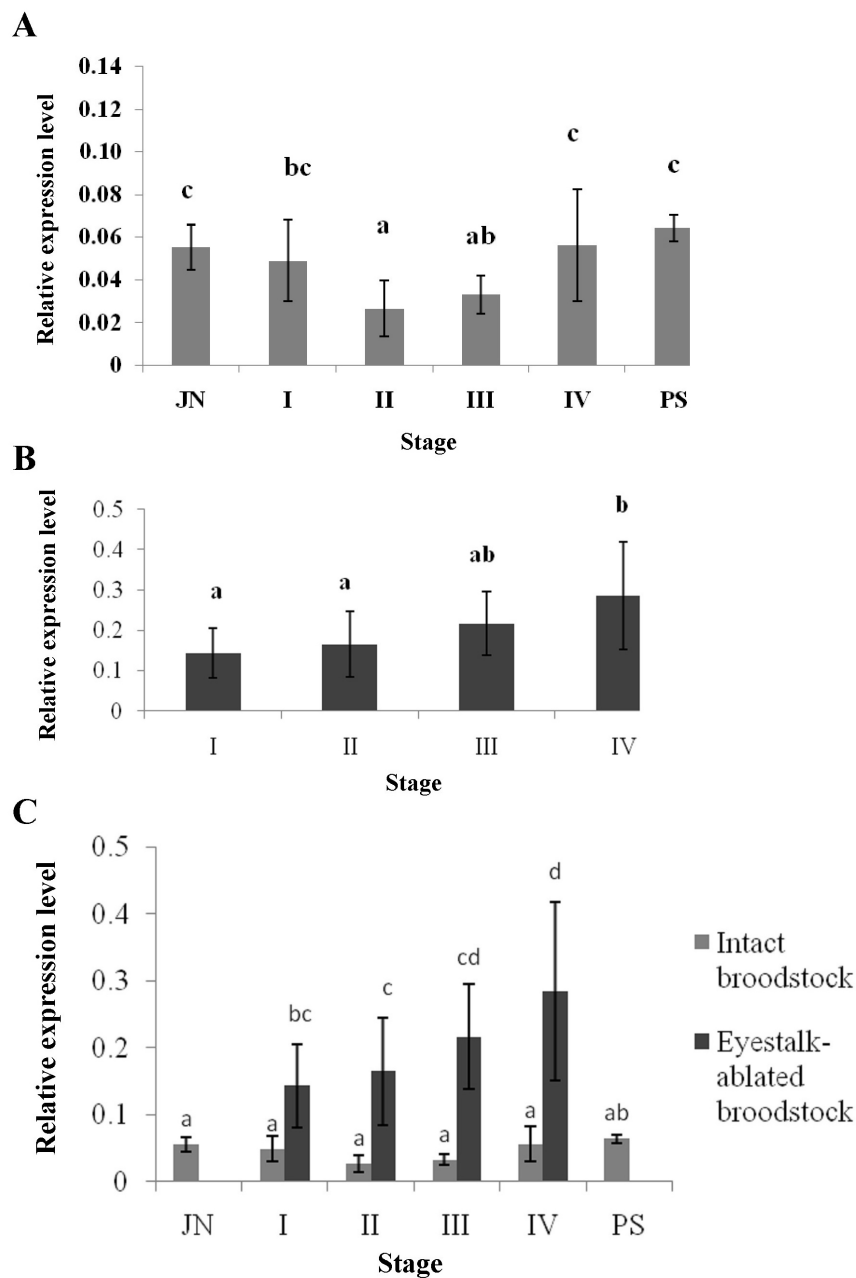 A
Relative expression level
0.14
0.12
0.10
0.08
0.06
0.04
0.02
0
c
bc
a
ab
c
c
JN I II III IV PS
Stage
B
Relative expression level
0.5
0.4
0.3
0.2
0.1
0
a
a
ab
b
I II III IV
Stage
C
Relative expression level
0.5
0.4
0.3
0.2
0.1
0
a
a
bc
a
c
a
cd
a
d
ab
JN I II III IV PS
Stage
Intact
broodstock
Eyestalk-
ablated
broodstock